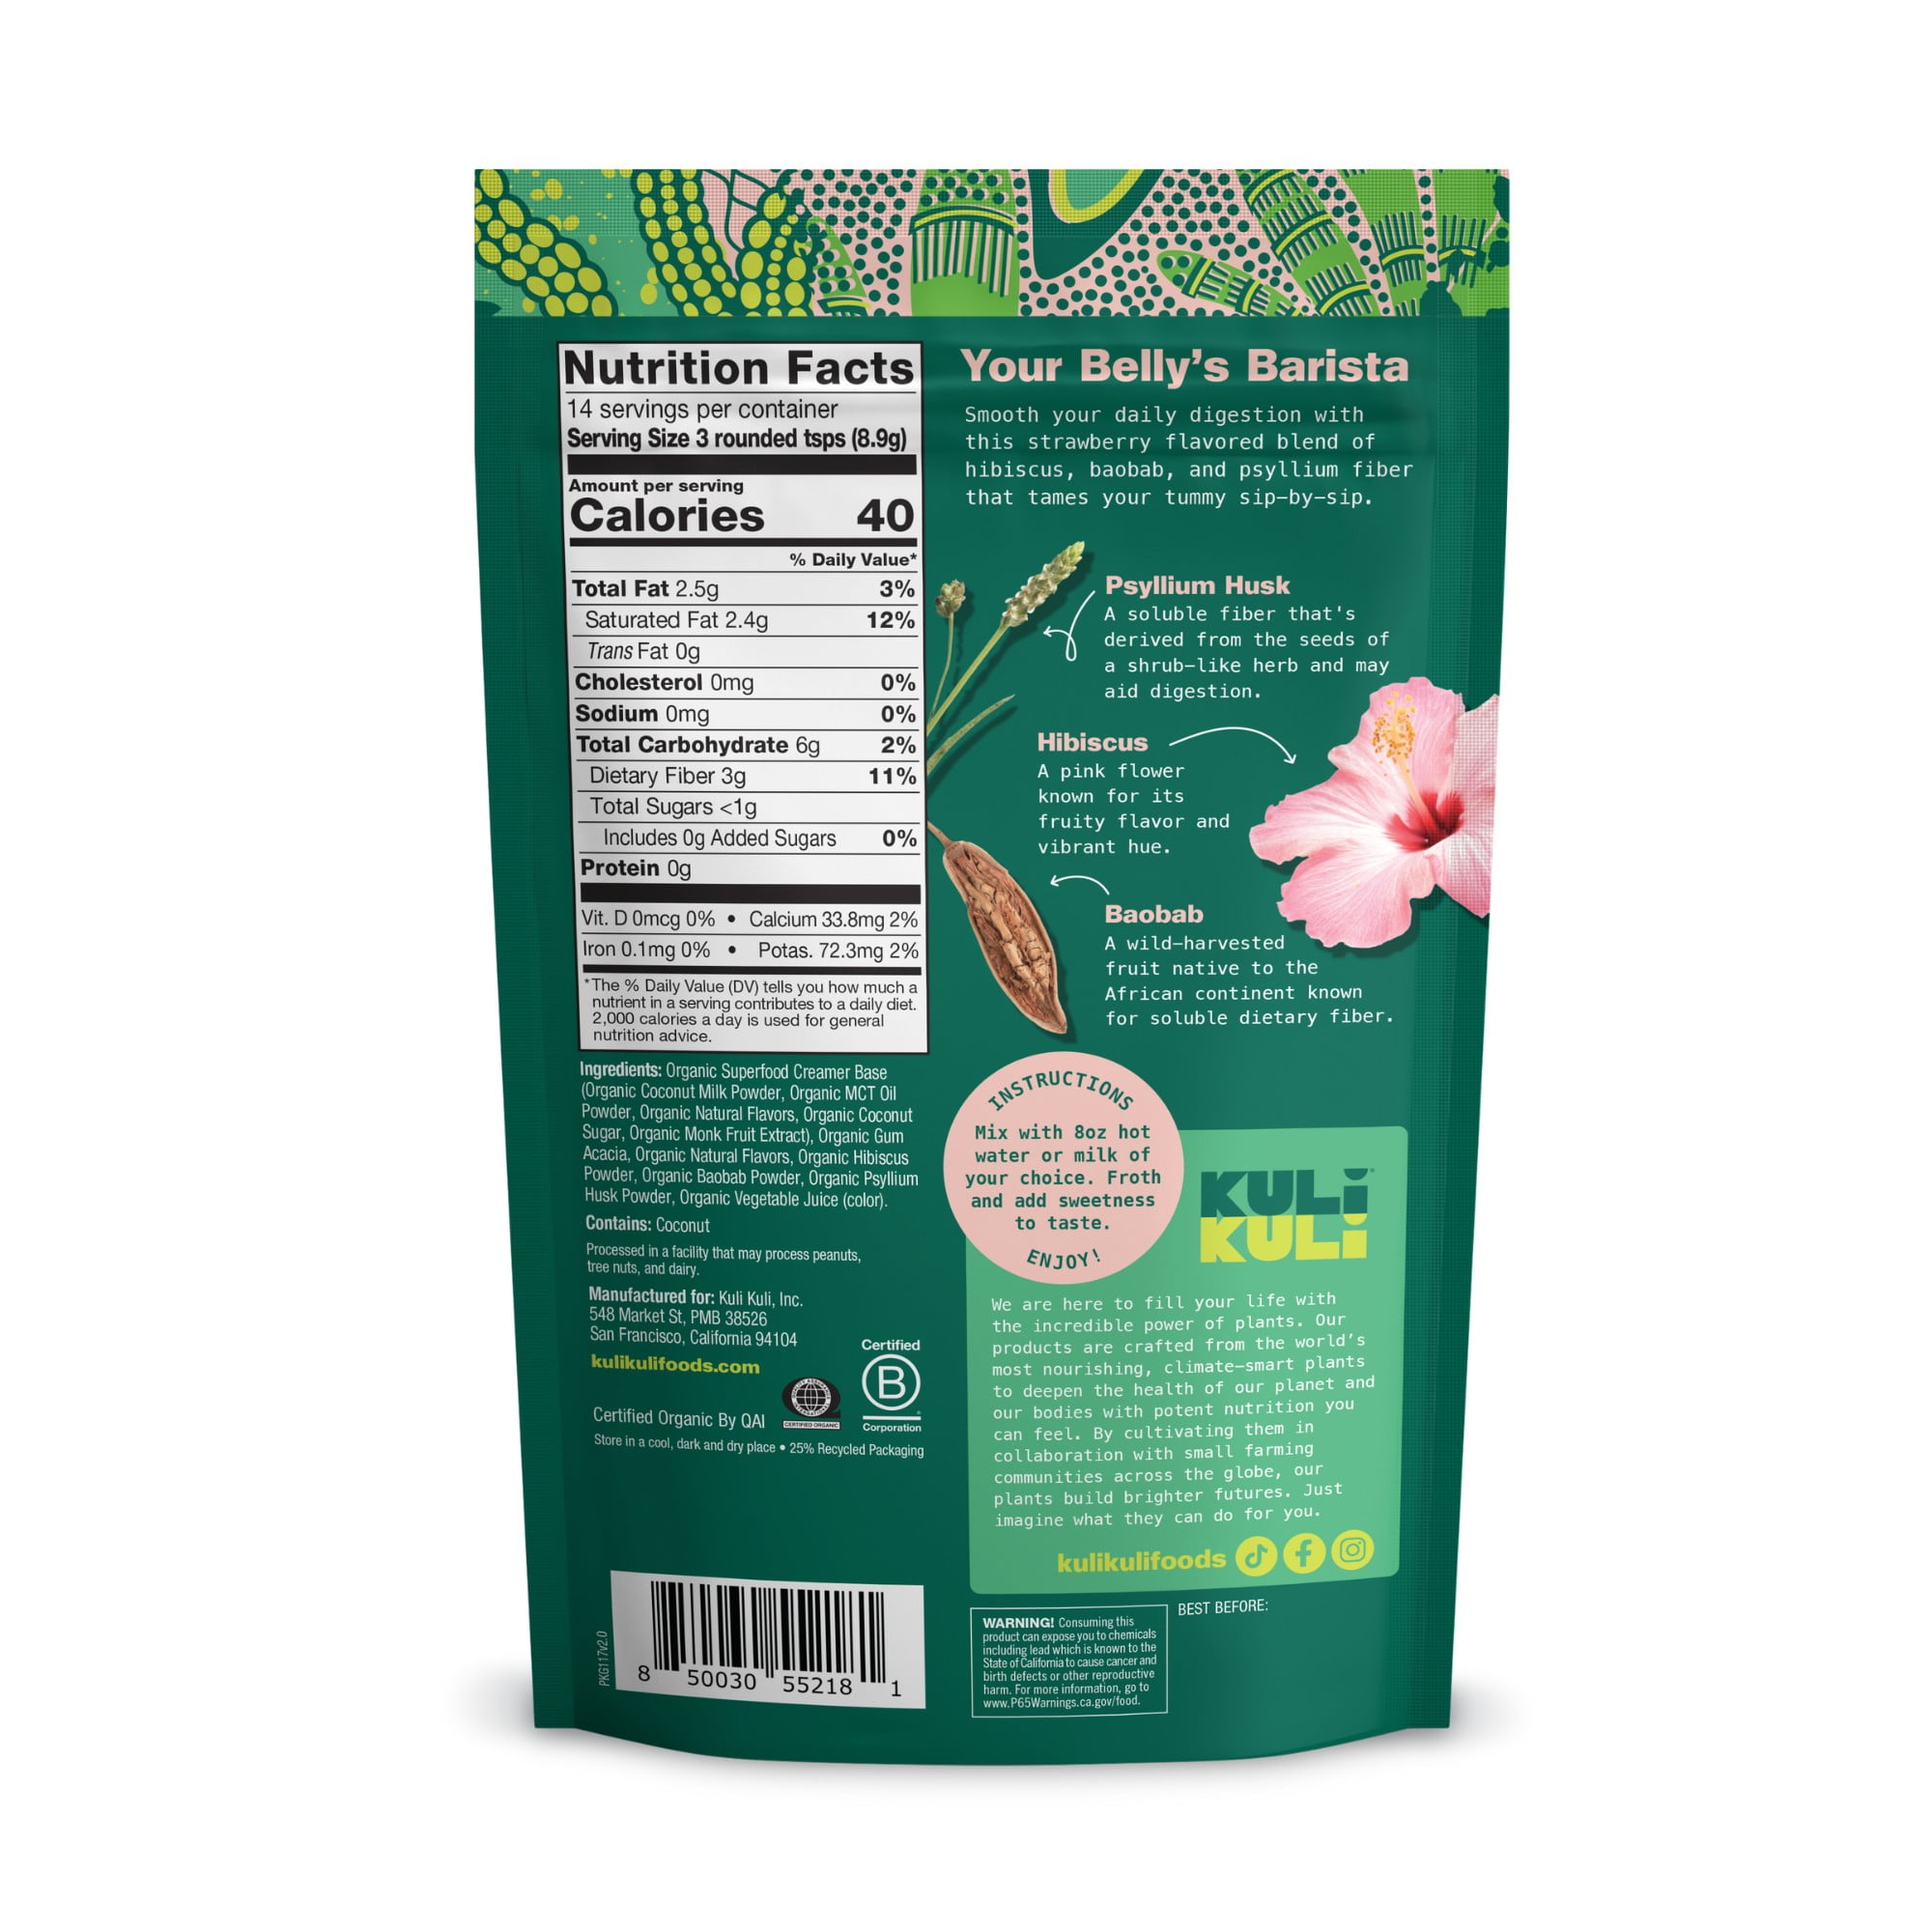 Nutrition Facts
14 servings per container
Serving Size 3 rounded tsps (8.9g)
Amount per serving
Calories 40
% Daily Value*
Total Fat 2.5g 3%
Saturated Fat 2.4g 12%
Trans Fat 0g
Cholesterol 0mg 0%
Sodium 0mg 0%
Total Carbohydrate 6g 2%
Dietary Fiber 3g 11%
Total Sugars <1g
Includes 0g Added Sugars 0%
Protein 0g
Vit. D 0mcg 0% • Calcium 33.8mg 2%
Iron 0.1mg 0% • Potas. 72.3mg 2%
*The % Daily Value (DV) tells you how much a
nutrient in a serving contributes to a daily diet.
2,000 calories a day is used for general
nutrition advice.
Ingredients: Organic Superfood Creamer Base
(Organic Coconut Milk Powder, Organic MCT Oil
Powder, Organic Natural Flavors, Organic Coconut
Sugar, Organic Monk Fruit Extract), Organic Gum
Acacia, Organic Natural Flavors, Organic Hibiscus
Powder, Organic Baobab Powder, Organic Psyllium
Husk Powder, Organic Vegetable Juice (color).
Contains: Coconut
Processed in a facility that may process peanuts,
tree nuts, and dairy.
Manufactured for: Kuli Kuli, Inc.
548 Market St, PMB 38526
San Francisco, California 94104
kulikulifoods.com
Certified Organic By QAI
QUALITY ASSURANCE
INTERNATIONAL
CERTIFIED ORGANIC
Certified
B
®
Corporation
Store in a cool, dark and dry place • 25% Recycled Packaging
PKG117v2.0
8 50030 55218 1
Your Belly's Barista
Smooth your daily digestion with
this strawberry flavored blend of
hibiscus, baobab, and psyllium fiber
that tames your tummy sip-by-sip.
Psyllium Husk
A soluble fiber that's
derived from the seeds of
a shrub-like herb and may
aid digestion.
Hibiscus
A pink flower
known for its
fruity flavor and
vibrant hue.
Baobab
A wild-harvested
fruit native to the
African continent known
for soluble dietary fiber.
INSTRUCTIONS
Mix with 8oz hot
water or milk of
your choice. Froth
and add sweetness
to taste.
ENJOY!
KULi®
KULi
We are here to fill your life with
the incredible power of plants. Our
products are crafted from the world's
most nourishing, climate-smart plants
to deepen the health of our planet and
our bodies with potent nutrition you
can feel. By cultivating them in
collaboration with small farming
communities across the globe, our
plants build brighter futures. Just
imagine what they can do for you.
kulikulifoods
WARNING! Consuming this
product can expose you to chemicals
including lead which is known to the
State of California to cause cancer and
birth defects or other reproductive
harm. For more information, go to
www.P65Warnings.ca.gov/food.
BEST BEFORE: